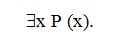 ∃x P (x).